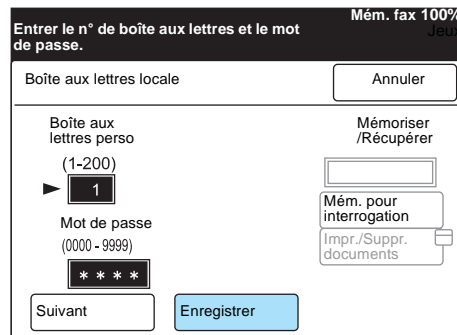 Mém. fax 100%
Jeu
Entrer le n° de boîte aux lettres et le mot
de passe.
Boîte aux lettres locale
Annuler
Boîte aux
lettres perso
(1-200)
1
Mot de passe
(0000 - 9999)
* * * *
Mémoriser
/Récupérer
Mém. pour
interrogation
Impr./Suppr.
documents
Suivant
Enregistrer